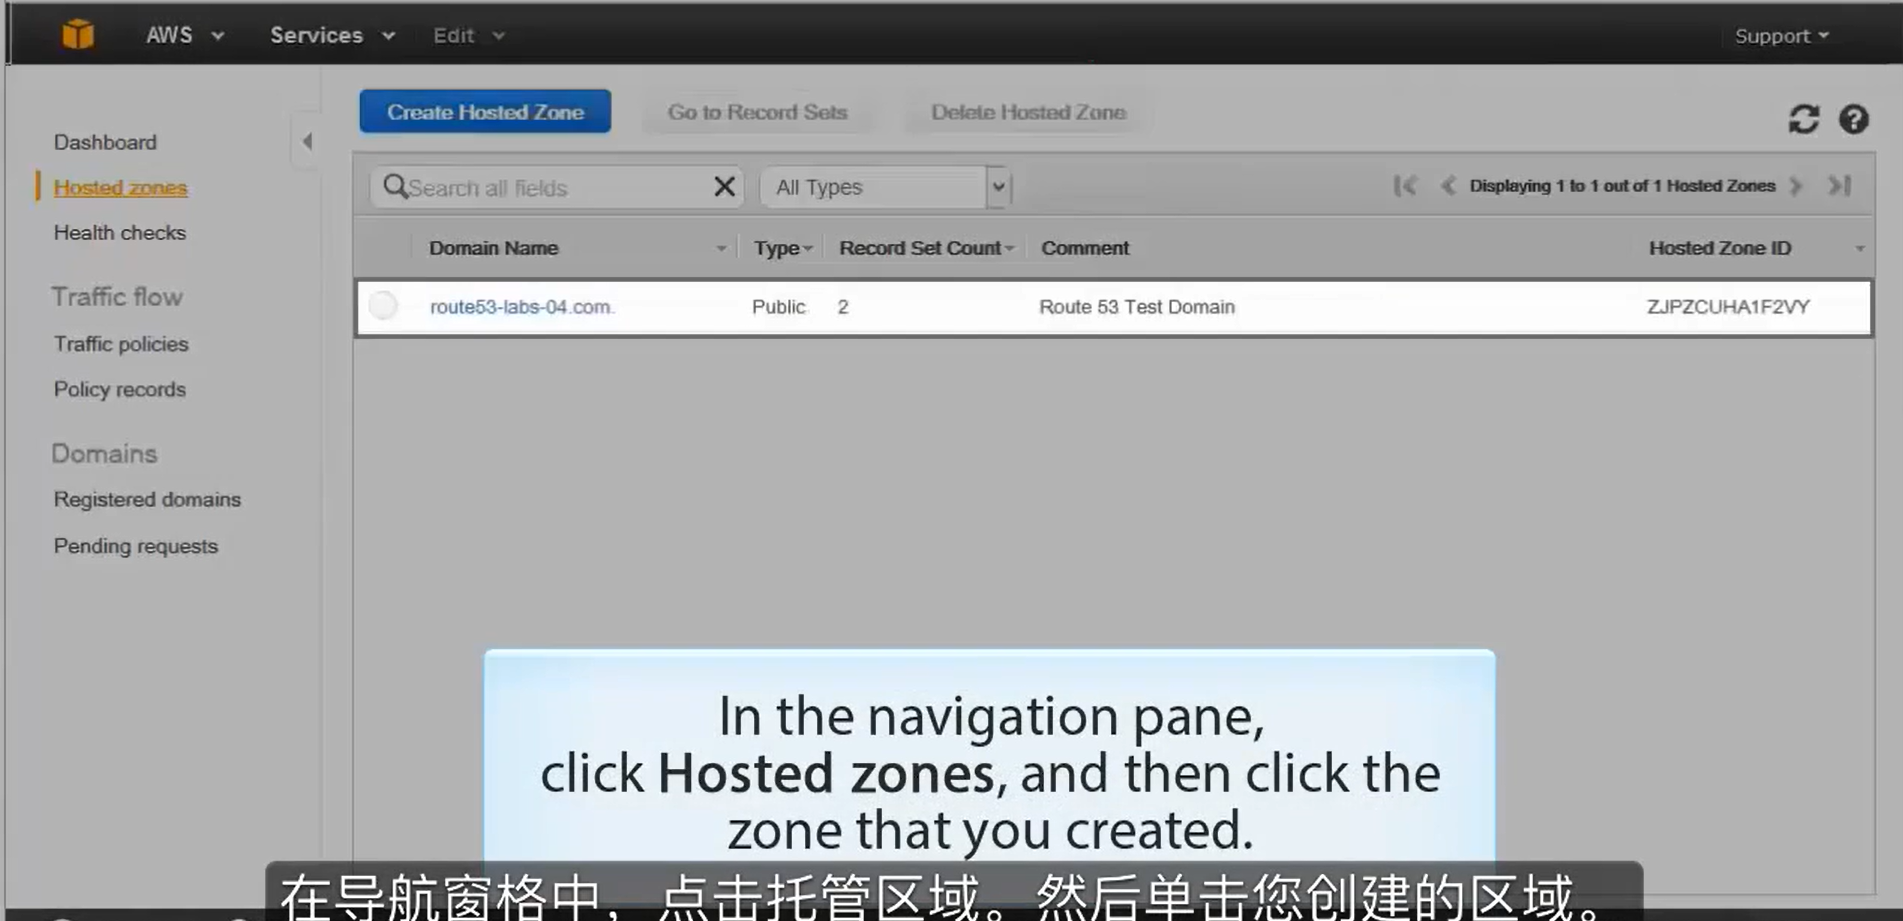 AWS Services Edit Support
Create Hosted Zone Go to Record Sets Delete Hosted Zone
Dashboard
Hosted zones
Health checks
Traffic flow
Traffic policies
Policy records
Domains
Registered domains
Pending requests
Search all fields All Types Displaying 1 to 1 out of 1 Hosted Zones
Domain Name Type Record Set Count Comment Hosted Zone ID
route53-labs-04.com. Public 2 Route 53 Test Domain ZJPZCUHA1F2VY
In the navigation pane,
click Hosted zones, and then click the
zone that you created.
在导航窗格中，点击托管区域。然后单击您创建的区域。